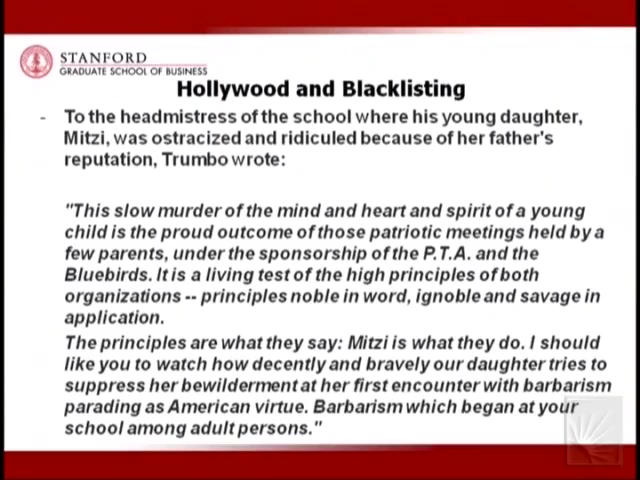 STANFORD
GRADUATE SCHOOL OF BUSINESS
Hollywood and Blacklisting
- To the headmistress of the school where his young daughter,
Mitzi, was ostracized and ridiculed because of her father's
reputation, Trumbo wrote:
"This slow murder of the mind and heart and spirit of a young
child is the proud outcome of those patriotic meetings held by a
few parents, under the sponsorship of the P.T.A. and the
Bluebirds. It is a living test of the high principles of both
organizations -- principles noble in word, ignoble and savage in
application.
The principles are what they say: Mitzi is what they do. I should
like you to watch how decently and bravely our daughter tries to
suppress her bewilderment at her first encounter with barbarism
parading as American virtue. Barbarism which began at your
school among adult persons."